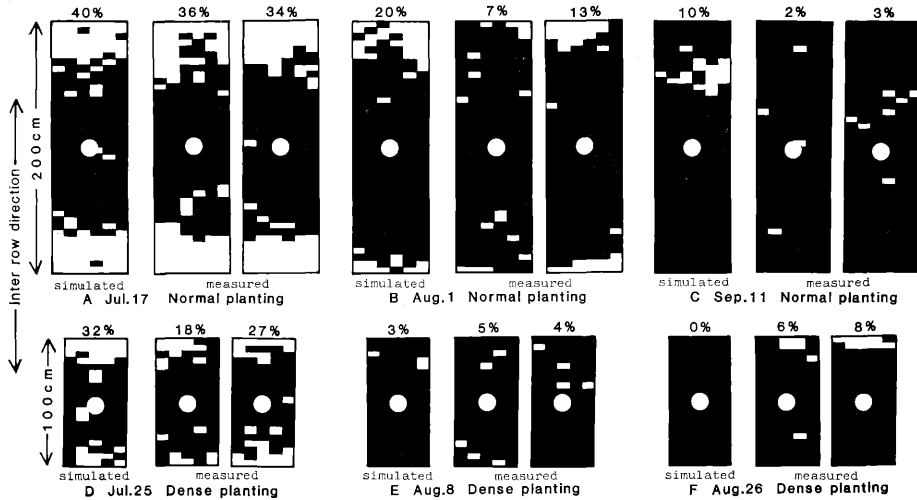 40% 36% 34% 20% 7% 13% 10% 2% 3%
Inter row direction
200cm
simulated measured simulated measured simulated measured
A Jul.17 Normal planting B Aug.1 Normal planting C Sep.11 Normal planting
32% 18% 27% 3% 5% 4% 0% 6% 8%
100cm
simulated measured simulated measured simulated measured
D Jul.25 Dense planting E Aug.8 Dense planting F Aug.26 Dense planting